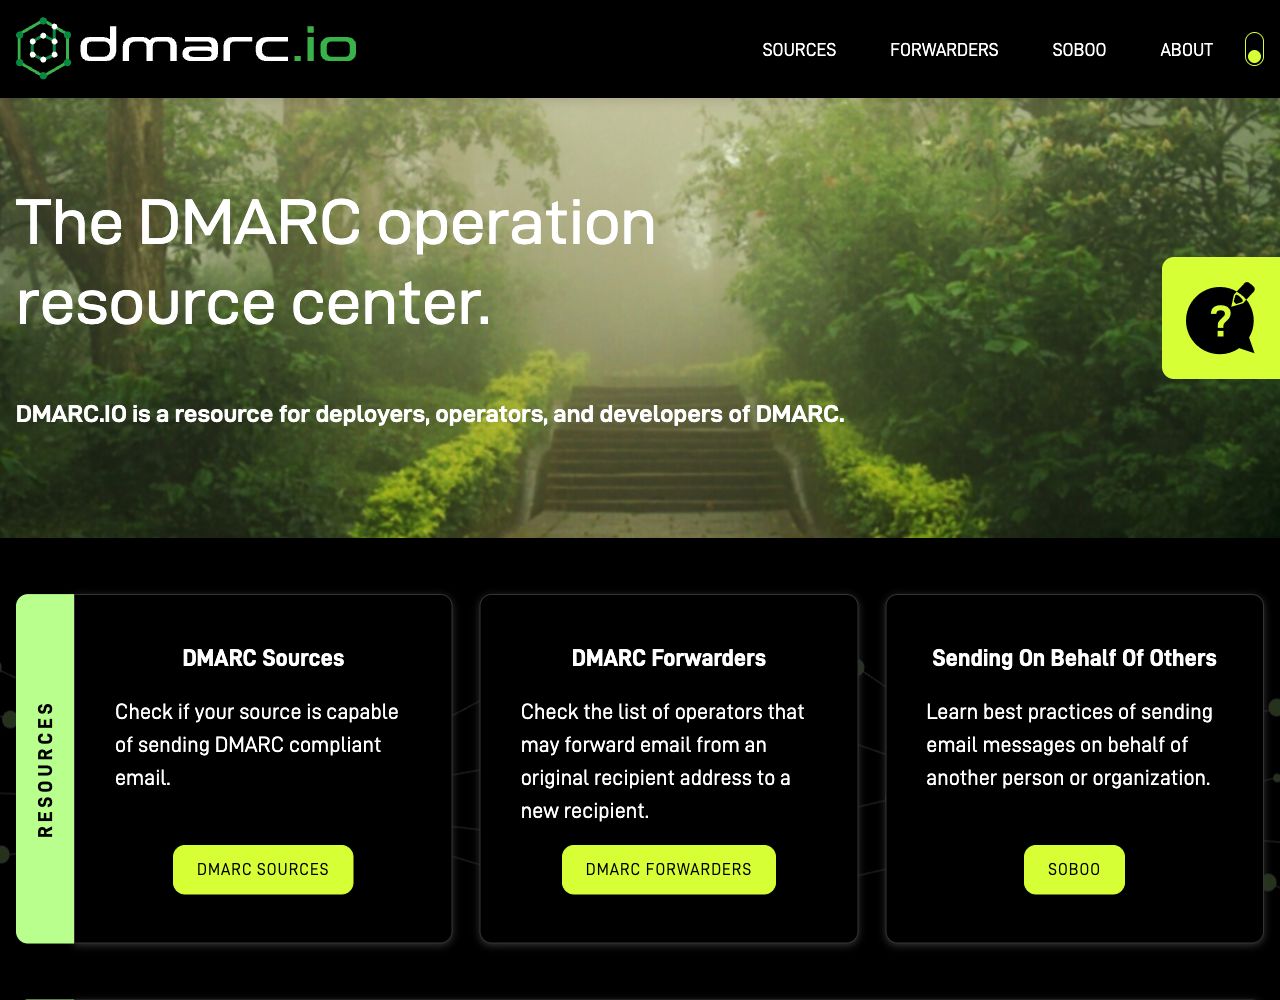 dmarc.io
SOURCES
FORWARDERS
SOBOO
ABOUT
The DMARC operation
resource center.
?
DMARC.IO is a resource for deployers, operators, and developers of DMARC.
RESOURCES
DMARC Sources
Check if your source is capable
of sending DMARC compliant
email.
DMARC SOURCES
DMARC Forwarders
Check the list of operators that
may forward email from an
original recipient address to a
new recipient.
DMARC FORWARDERS
Sending On Behalf Of Others
Learn best practices of sending
email messages on behalf of
another person or organization.
SOBOO